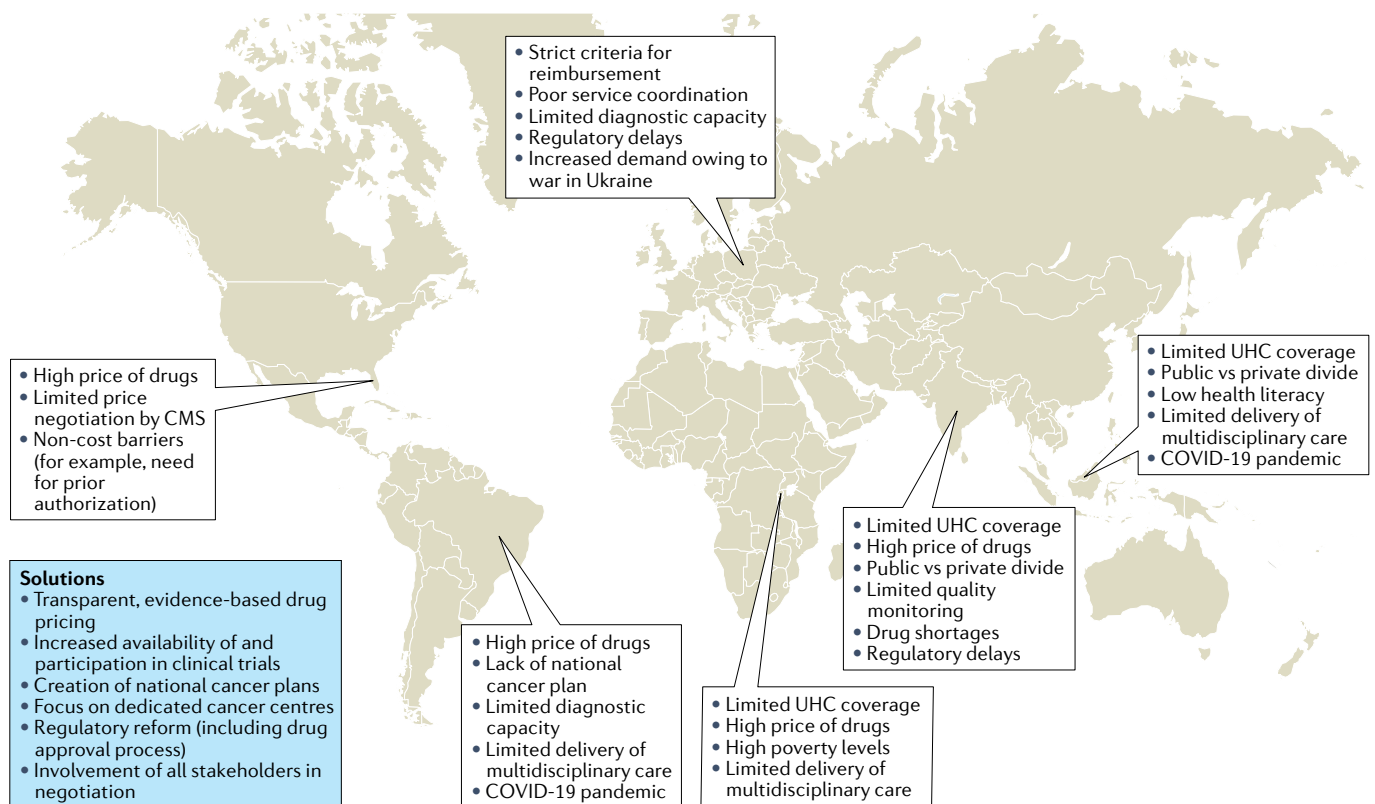 • Strict criteria for
reimbursement
• Poor service coordination
• Limited diagnostic capacity
• Regulatory delays
• Increased demand owing to
war in Ukraine
• High price of drugs
• Limited price
negotiation by CMS
• Non-cost barriers
(for example, need
for prior
authorization)
• Limited UHC coverage
• Public vs private divide
• Low health literacy
• Limited delivery of
multidisciplinary care
• COVID-19 pandemic
• Limited UHC coverage
• High price of drugs
• Public vs private divide
• Limited quality
monitoring
• Drug shortages
• Regulatory delays
Solutions
• Transparent, evidence-based drug
pricing
• Increased availability of and
participation in clinical trials
• Creation of national cancer plans
• Focus on dedicated cancer centres
• Regulatory reform (including drug
approval process)
• Involvement of all stakeholders in
negotiation
• High price of drugs
• Lack of national
cancer plan
• Limited diagnostic
capacity
• Limited delivery of
multidisciplinary care
• COVID-19 pandemic
• Limited UHC coverage
• High price of drugs
• High poverty levels
• Limited delivery of
multidisciplinary care